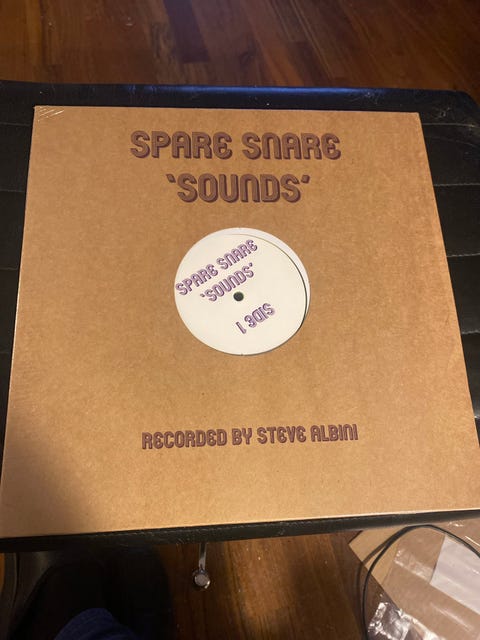 SPARE SNARE
'SOUNDS'
SPARE SNARE
'SOUNDS'
SIDE 1
RECORDED BY STEVE ALBINI